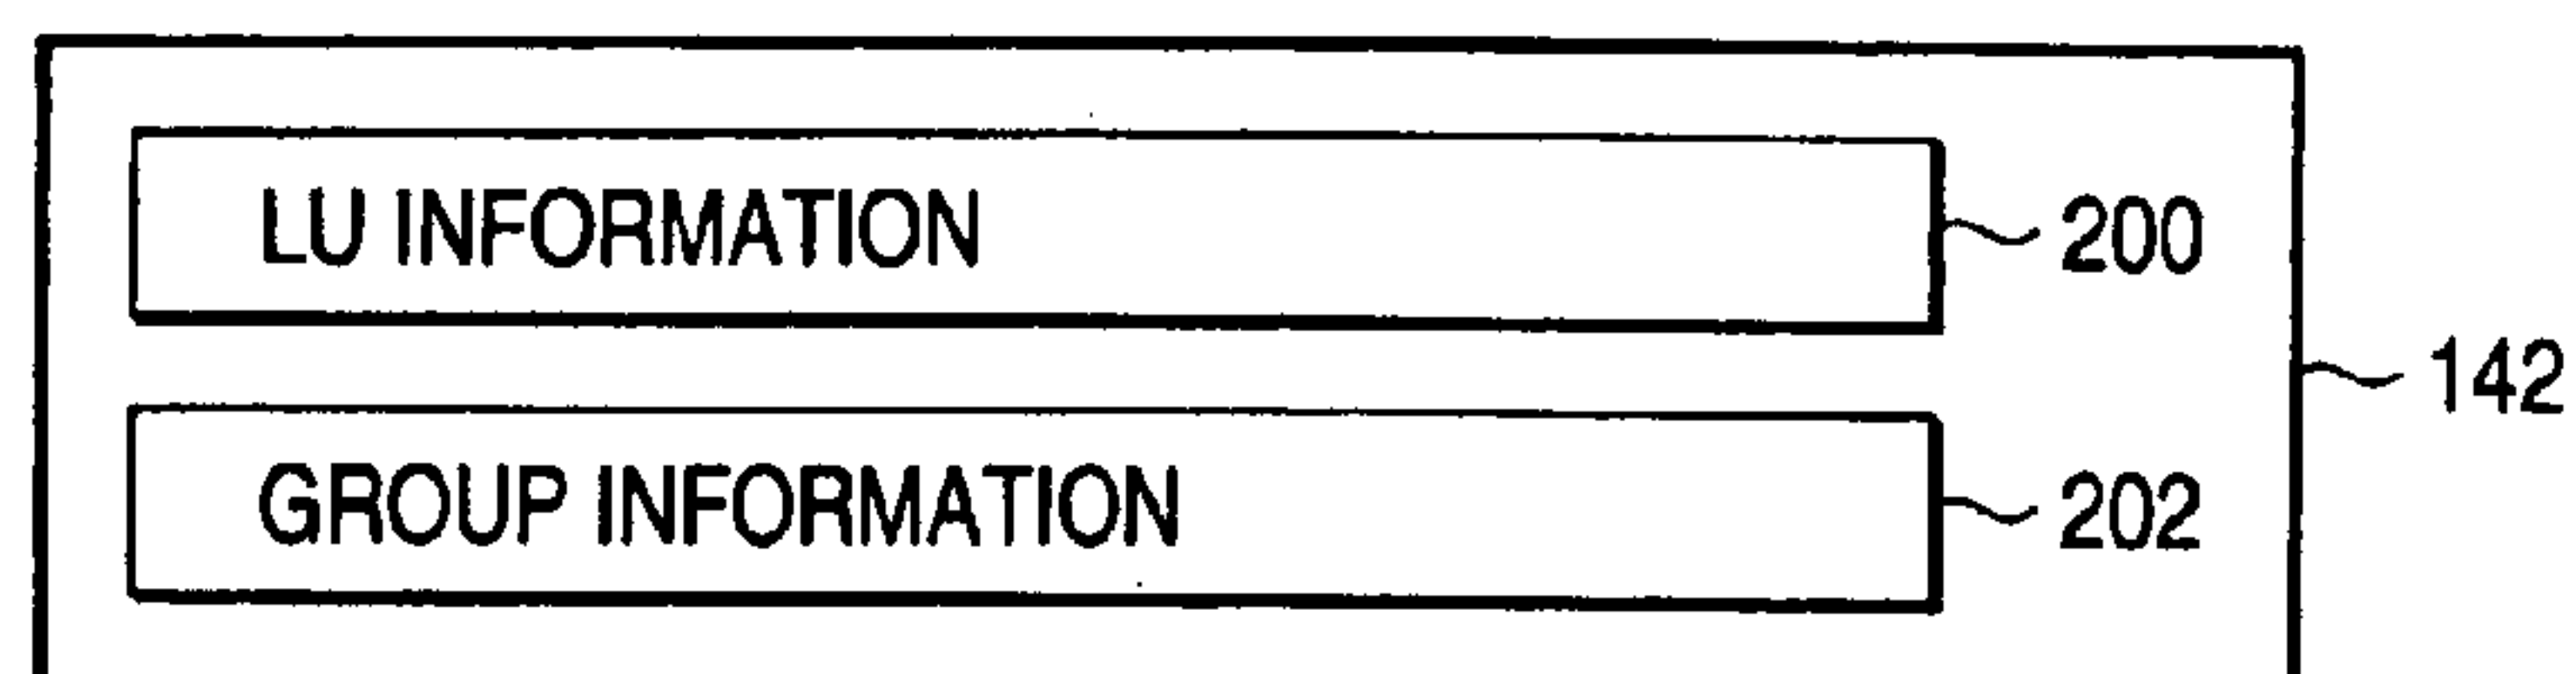 LU INFORMATION 200
142
GROUP INFORMATION 202